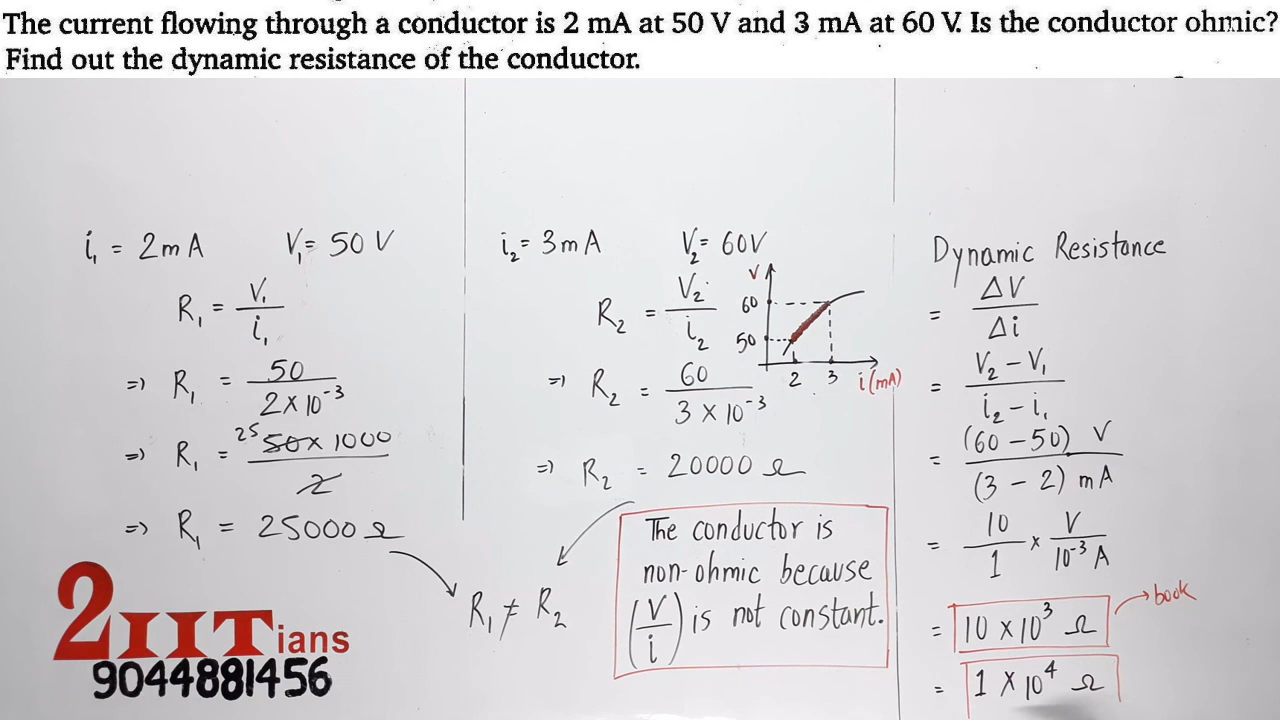 The current flowing through a conductor is 2 mA at 50 V and 3 mA at 60 V. Is the conductor ohmic?
Find out the dynamic resistance of the conductor.
i₁ = 2mA V₁= 50 V
R₁ = V₁/i₁
=> R₁ = 50/(2×10⁻³)
=> R₁ = 25 50×1000/2
=> R₁ = 25000 Ω
i₂= 3mA V₂= 60V
R₂ = V₂/i₂
=> R₂ = 60/(3×10⁻³)
=> R₂ = 20000 Ω
V
60
50
2 3 i(mA)
R₁ ≠ R₂
The conductor is
non-ohmic because
(V/i) is not constant.
Dynamic Resistance
= ΔV/Δi
= (V₂-V₁)/(i₂-i₁)
= (60-50) V/(3-2) mA
= 10/1 × V/10⁻³ A
= 10×10³ Ω → book
= 1×10⁴ Ω
2IITians
9044881456